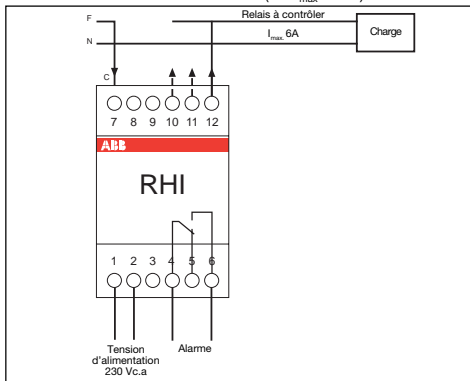 F
Relais à contrôler
N
Imax. 6A
Charge
C
7 8 9 10 11 12
ABB
RHI
1 2 3 4 5 6
Tension
d'alimentation
230 Vc.a
Alarme